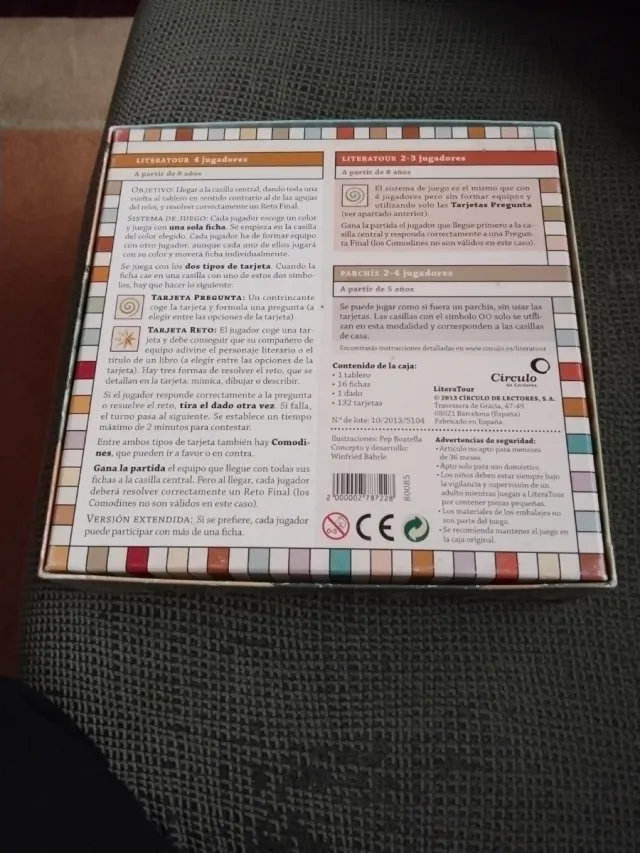 LITERATOUR 4 jugadores
A partir de 8 años
OBJETIVO: Llegar a la casilla central, dando toda una
vuelta al tablero en sentido contrario al de las agujas
del reloj, y resolver correctamente un Reto Final.
SISTEMA DE JUEGO: Cada jugador escoge un color
y juega con una sola ficha. Se empieza en la casilla
del color elegido. Cada jugador ha de formar equipo
con otro jugador, aunque cada uno de ellos jugará
con su color y moverá ficha individualmente.
Se juega con los dos tipos de tarjeta. Cuando la
ficha cae en una casilla con uno de estos dos símbo-
los, hay que hacer lo siguiente:
TARJETA PREGUNTA: Un contrincante
coge la tarjeta y formula una pregunta (a
elegir entre las opciones de la tarjeta)
TARJETA RETO: El jugador coge una tar-
jeta y debe conseguir que su compañero de
equipo adivine el personaje literario o el
título de un libro (a elegir entre las opciones de la
tarjeta). Hay tres formas de resolver el reto, que se
detallan en la tarjeta: mímica, dibujar o describir.
Si el jugador responde correctamente a la pregunta
o resuelve el reto, tira el dado otra vez. Si falla,
el turno pasa al siguiente. Se establece un tiempo
máximo de 2 minutos para contestar.
Entre ambos tipos de tarjeta también hay Comodi-
nes, que pueden ir a favor o en contra.
Gana la partida el equipo que llegue con todas sus
fichas a la casilla central. Pero al llegar, cada jugador
deberá resolver correctamente un Reto Final (los
Comodines no son válidos en este caso).
VERSIÓN EXTENDIDA: Si se prefiere, cada jugador
puede participar con más de una ficha.
LITERATOUR 2-3 jugadores
A partir de 8 años
El sistema de juego es el mismo que con
4 jugadores pero sin formar equipos y
utilizando solo las Tarjetas Pregunta
(ver apartado anterior).
Gana la partida el jugador que llegue primero a la ca-
silla central y responda correctamente a una Pregun-
ta Final (los Comodines no son válidos en este caso).
PARCHÍS 2-4 jugadores
A partir de 5 años
Se puede jugar como si fuera un parchís, sin usar las
tarjetas. Las casillas con el símbolo OO solo se utili-
zan en esta modalidad y corresponden a las casillas
de casa.
Encontrarás instrucciones detalladas en www.circulo.es/literatour
Contenido de la caja:
• 1 tablero
• 16 fichas
• 1 dado
• 132 tarjetas
N.º de lote: 10/2013/5104
Ilustraciones: Pep Boatella
Concepto y desarrollo:
Winfried Bährle
2 000002 787228
80085
CE
Círculo
de Lectores
LiteraTour
© 2013 CÍRCULO DE LECTORES, S.A.
Travessera de Gràcia, 47-49
08021 Barcelona (España)
Fabricado en España
Advertencias de seguridad:
• Artículo no apto para menores
de 36 meses.
• Apto solo para uso doméstico.
• Los niños deben estar siempre bajo
la vigilancia y supervisión de un
adulto mientras juegan a LiteraTour
por contener piezas pequeñas.
• Los materiales de los embalajes no
son parte del juego.
• Se recomienda mantener el juego en
la caja original.